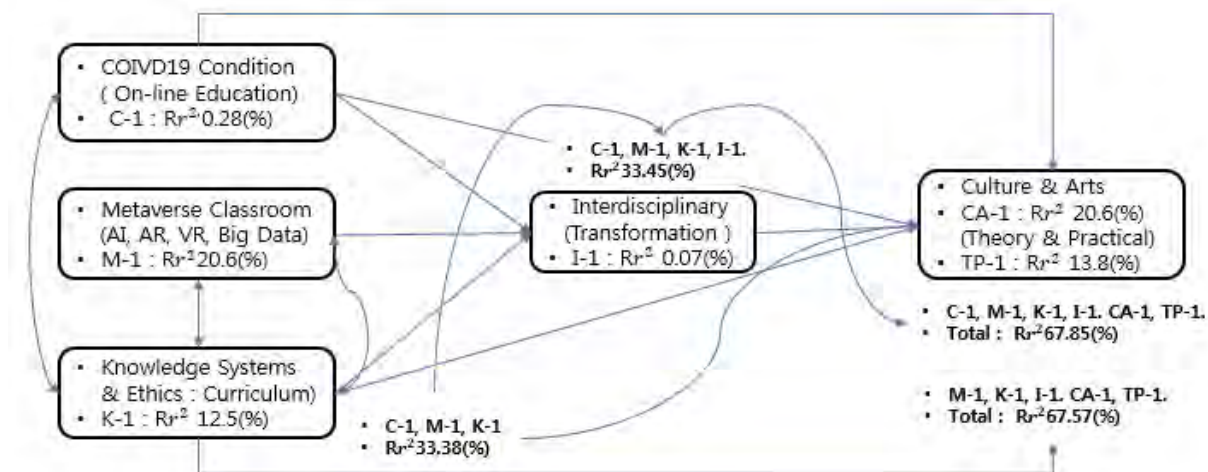 • COIVD19 Condition
( On-line Education)
• C-1 : Rr² 0.28(%)
• Metaverse Classroom
(AI, AR, VR, Big Data)
• M-1 : Rr² 20.6(%)
• Knowledge Systems
& Ethics : Curriculum)
• K-1 : Rr² 12.5(%)
• C-1, M-1, K-1
• Rr² 33.38(%)
• C-1, M-1, K-1, I-1.
• Rr² 33.45(%)
• Interdisciplinary
(Transformation )
• I-1 : Rr² 0.07(%)
• Culture & Arts
• CA-1 : Rr² 20.6(%)
(Theory & Practical)
• TP-1 : Rr² 13.8(%)
• C-1, M-1, K-1, I-1. CA-1, TP-1.
• Total : Rr² 67.85(%)
• M-1, K-1, I-1. CA-1, TP-1.
• Total : Rr² 67.57(%)